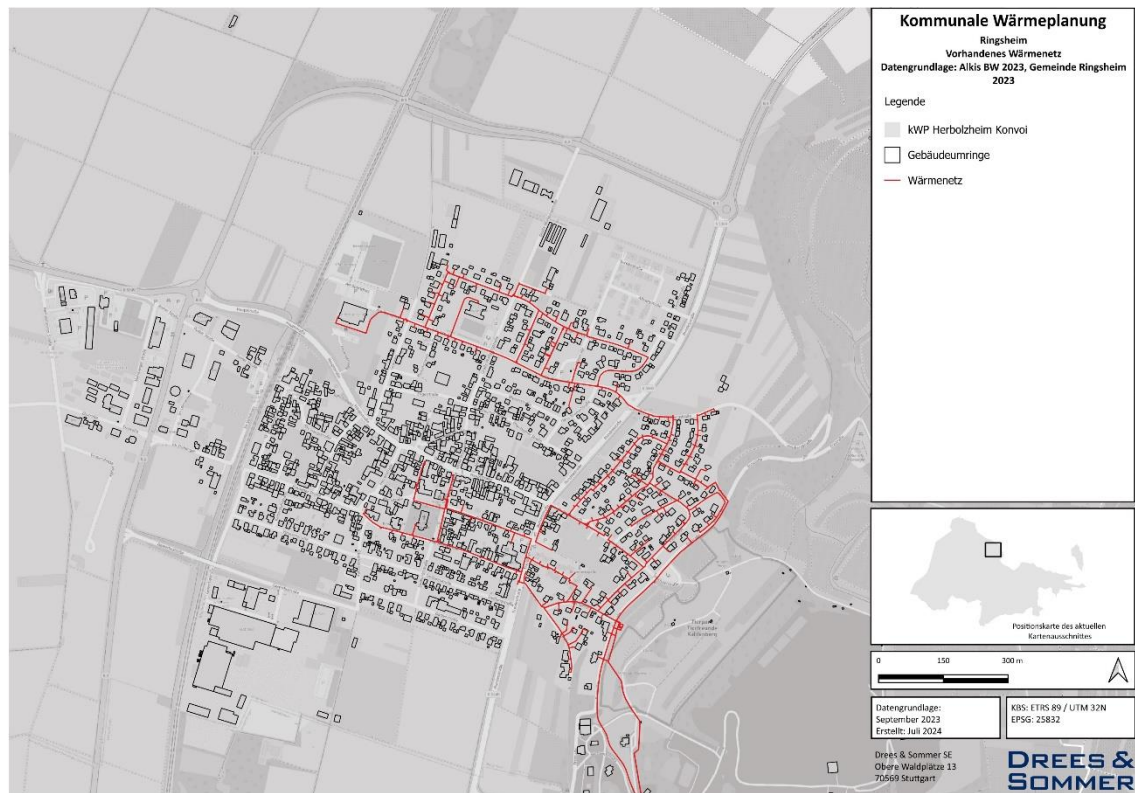 Kommunale Wärmeplanung
Ringsheim
Vorhandenes Wärmenetz
Datengrundlage: Alkis BW 2023, Gemeinde Ringsheim
2023
Legende
kWP Herbolzheim Konvoi
Gebäudeumringe
Wärmenetz
Positionskarte des aktuellen
Kartenausschnittes
0 150 300 m
Datengrundlage:
September 2023
Erstellt: Juli 2024
KBS: ETRS 89 / UTM 32N
EPSG: 25832
Drees & Sommer SE
Obere Waldplätze 13
70569 Stuttgart
DREES &
SOMMER